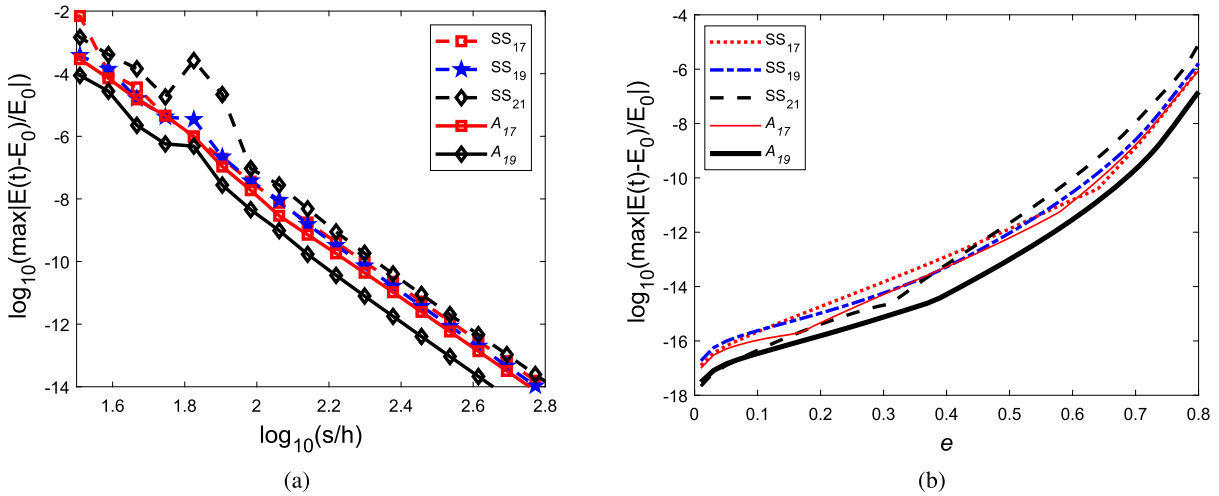 log10(max|E(t)-E0)/E0|)
-2
-4
-6
-8
-10
-12
-14
1.6
1.8
2
2.2
2.4
2.6
2.8
log10(s/h)
SS17
SS19
SS21
A17
A19
(a)
log10(max|E(t)-E0)/E0|)
-4
-6
-8
-10
-12
-14
-16
-18
0
0.1
0.2
0.3
0.4
0.5
0.6
0.7
0.8
e
SS17
SS19
SS21
A17
A19
(b)